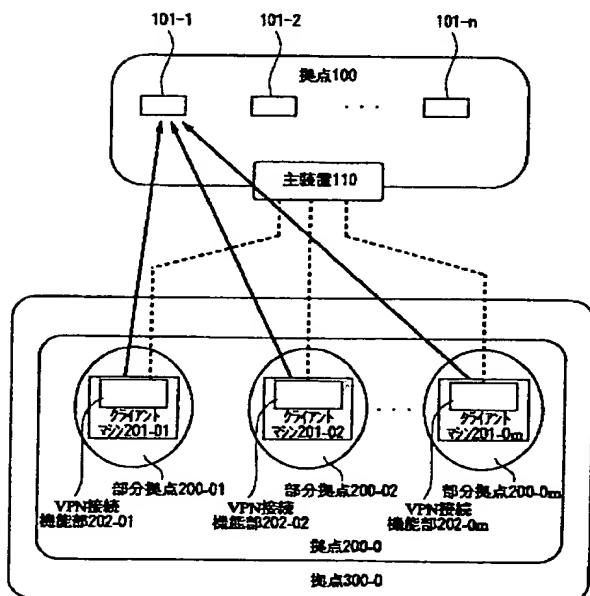 101-1
101-2
101-n
拠点100
・・・
主装置110
クライアント
マシン201-01
クライアント
マシン201-02
・・・
クライアント
マシン201-0m
部分拠点200-01
部分拠点200-02
部分拠点200-0m
VPN接続
機能部202-01
VPN接続
機能部202-02
VPN接続
機能部202-0m
拠点200-0
拠点300-0